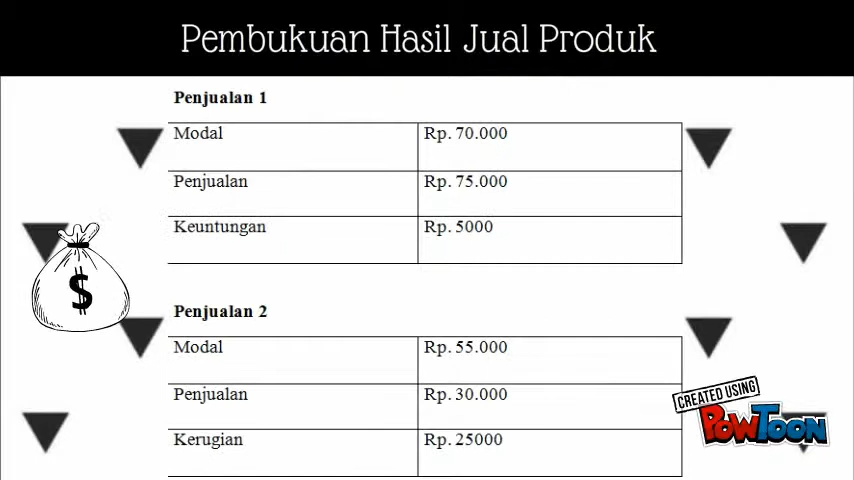 Pembukuan Hasil Jual Produk
Penjualan 1
Modal Rp. 70.000
Penjualan Rp. 75.000
Keuntungan Rp. 5000
$
Penjualan 2
Modal Rp. 55.000
Penjualan Rp. 30.000
Kerugian Rp. 25000
CREATED USING
POWTOON